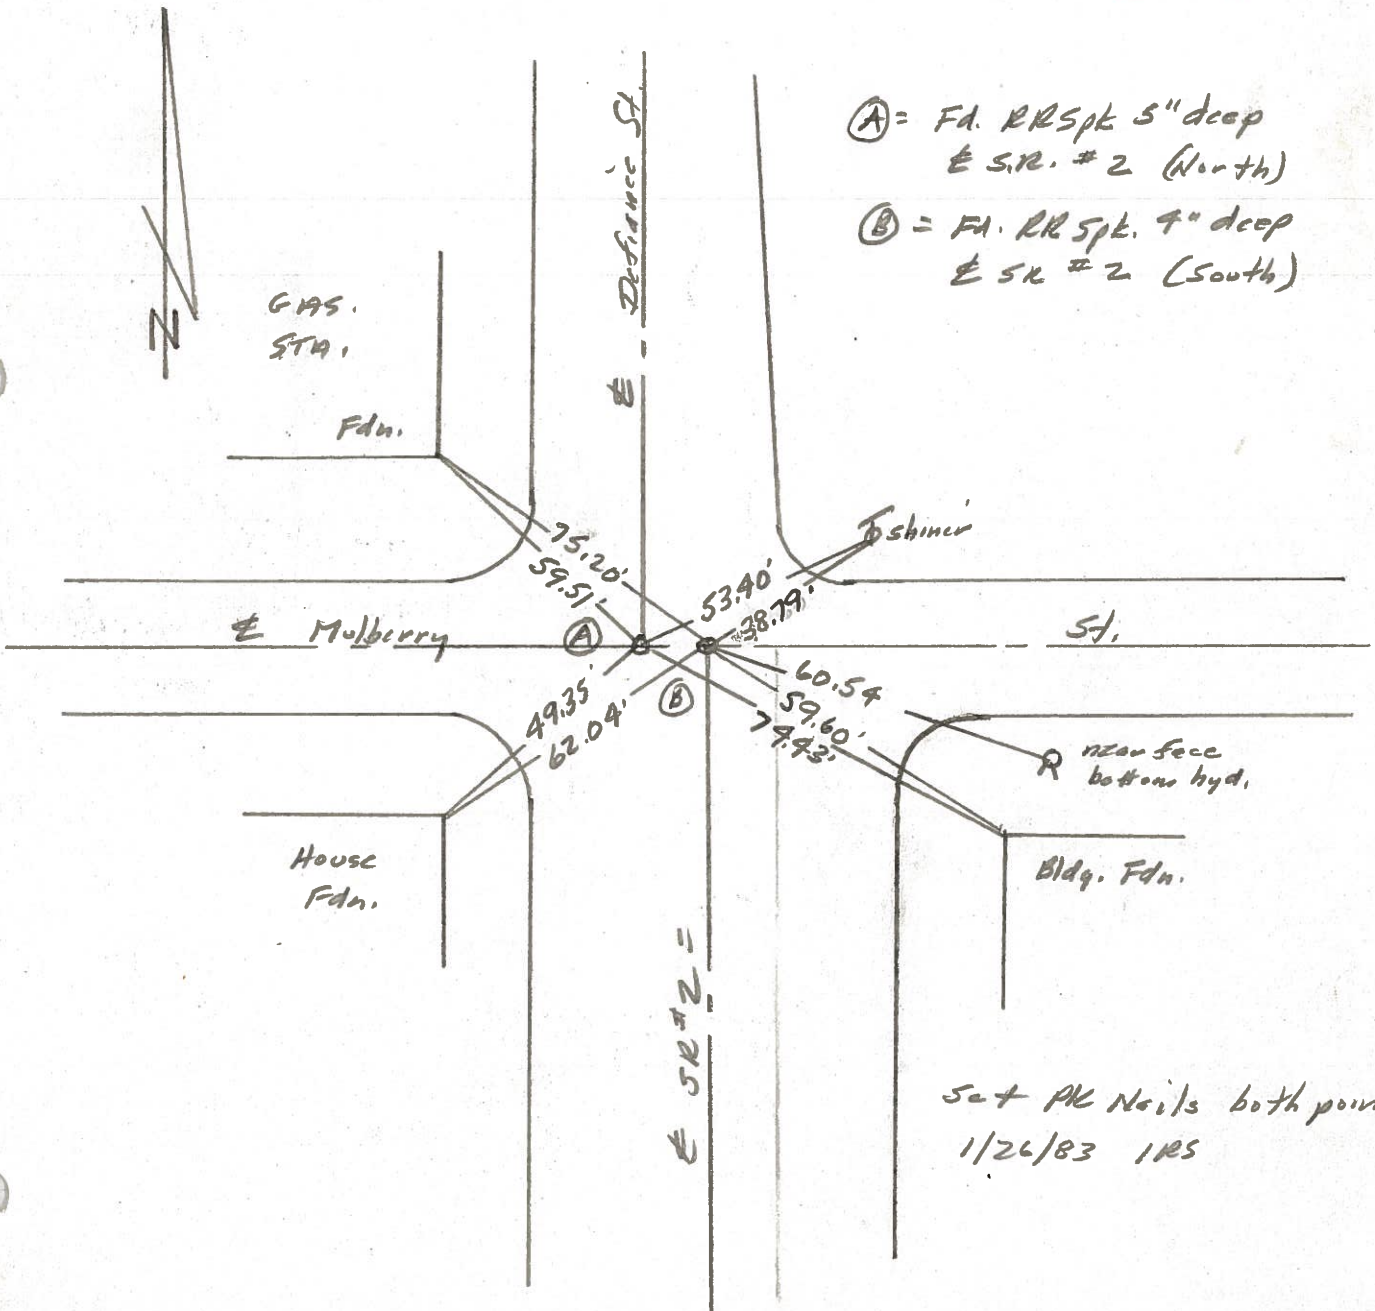 Ⓐ = Fd. RR Spk 5" deep
℄ S.R. #2 (North)
Ⓑ = Fd. RR Spk. 4" deep
℄ SR #2 (South)
℄ Defiance St.
N
GAS.
STA.
Fdn.
shiner
75.20'
59.51'
53.40'
38.79'
℄ Mulberry St.
A
B
49.35'
62.04'
60.54
59.60'
74.43'
near face
bottom hyd.
House
Fdn.
Bldg. Fdn.
℄ SR #2
Set PK Nails both poin
1/26/83